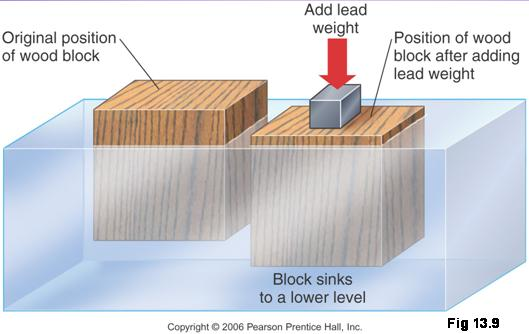 Original position
of wood block
Add lead
weight
Position of wood
block after adding
lead weight
Block sinks
to a lower level
Copyright © 2006 Pearson Prentice Hall, Inc.
Fig 13.9